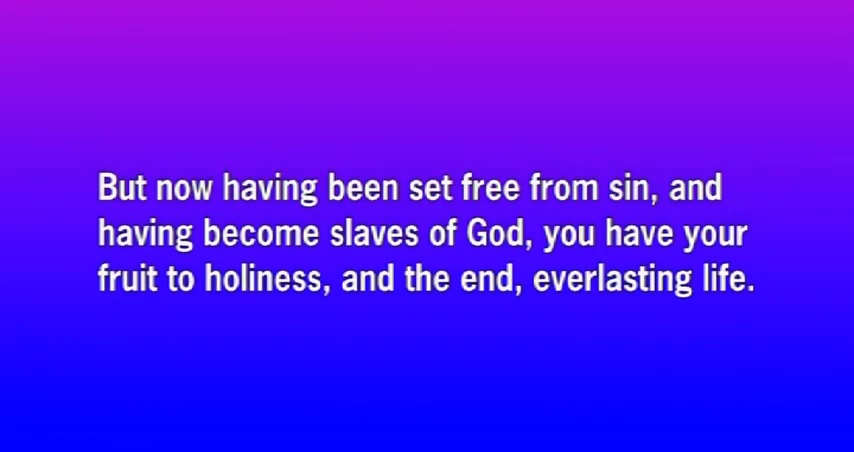 But now having been set free from sin, and
having become slaves of God, you have your
fruit to holiness, and the end, everlasting life.